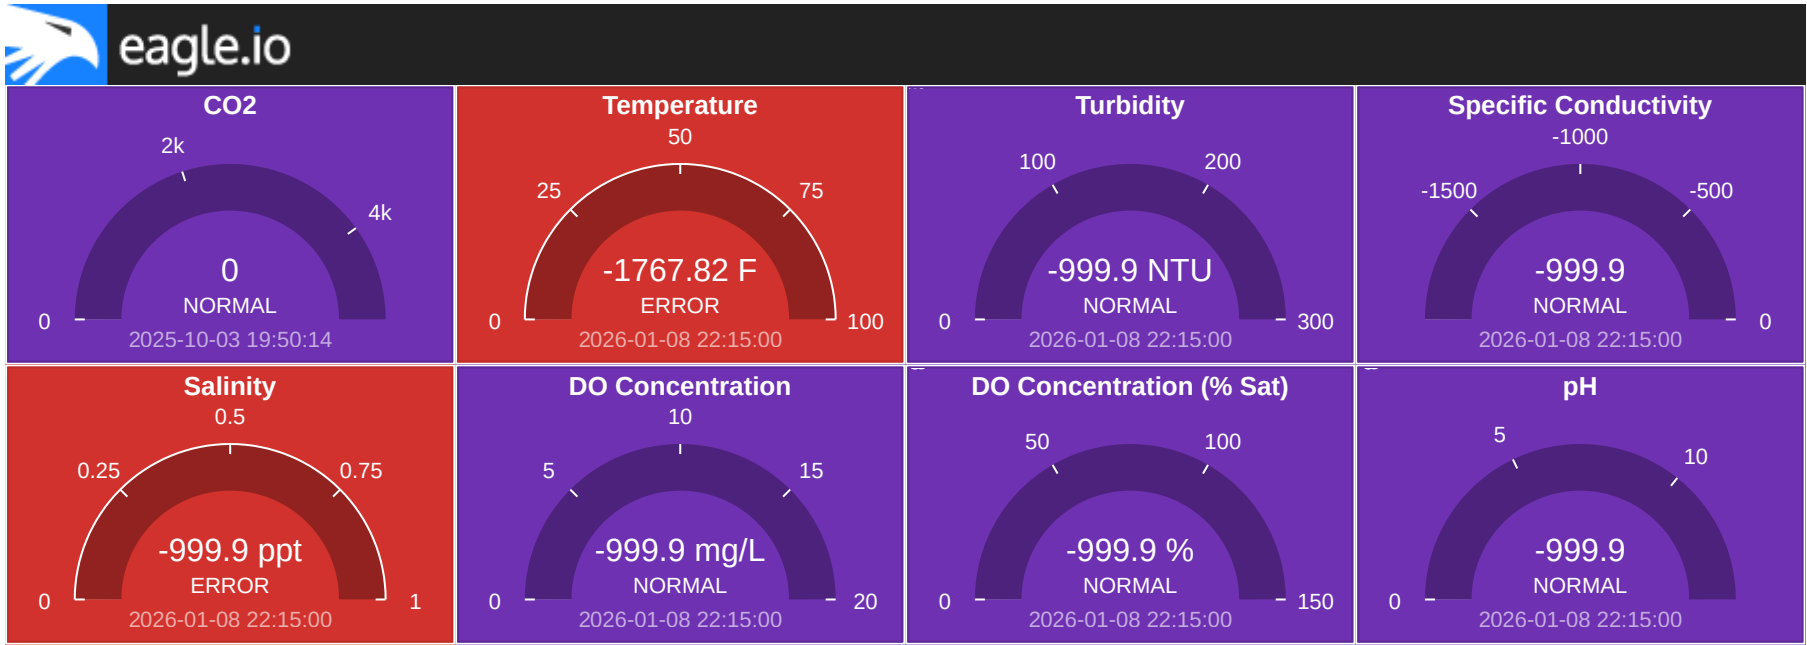 eagle.io
CO2
2k
4k
0
0
NORMAL
2025-10-03 19:50:14
Temperature
50
25
75
-1767.82 F
ERROR
0
100
2026-01-08 22:15:00
Turbidity
100
200
-999.9 NTU
NORMAL
0
300
2026-01-08 22:15:00
Specific Conductivity
-1000
-1500
-500
-999.9
NORMAL
0
2026-01-08 22:15:00
Salinity
0.5
0.25
0.75
-999.9 ppt
ERROR
0
1
2026-01-08 22:15:00
DO Concentration
10
5
15
-999.9 mg/L
NORMAL
0
20
2026-01-08 22:15:00
DO Concentration (% Sat)
50
100
-999.9 %
NORMAL
0
150
2026-01-08 22:15:00
pH
5
10
-999.9
NORMAL
0
2026-01-08 22:15:00